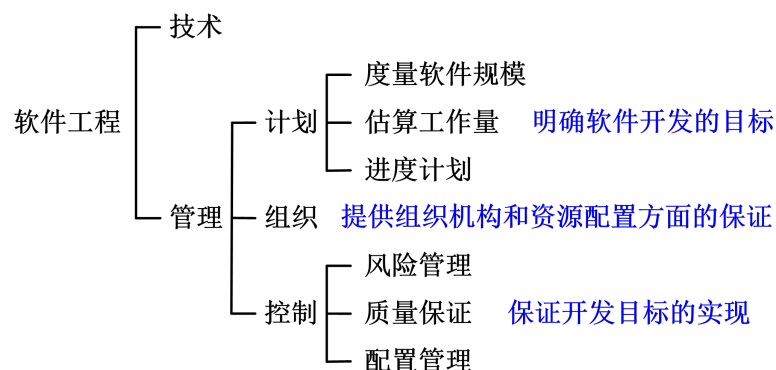 技术
度量软件规模
软件工程
计划
估算工作量
明确软件开发的目标
进度计划
管理
组织
提供组织机构和资源配置方面的保证
风险管理
控制
质量保证
保证开发目标的实现
配置管理